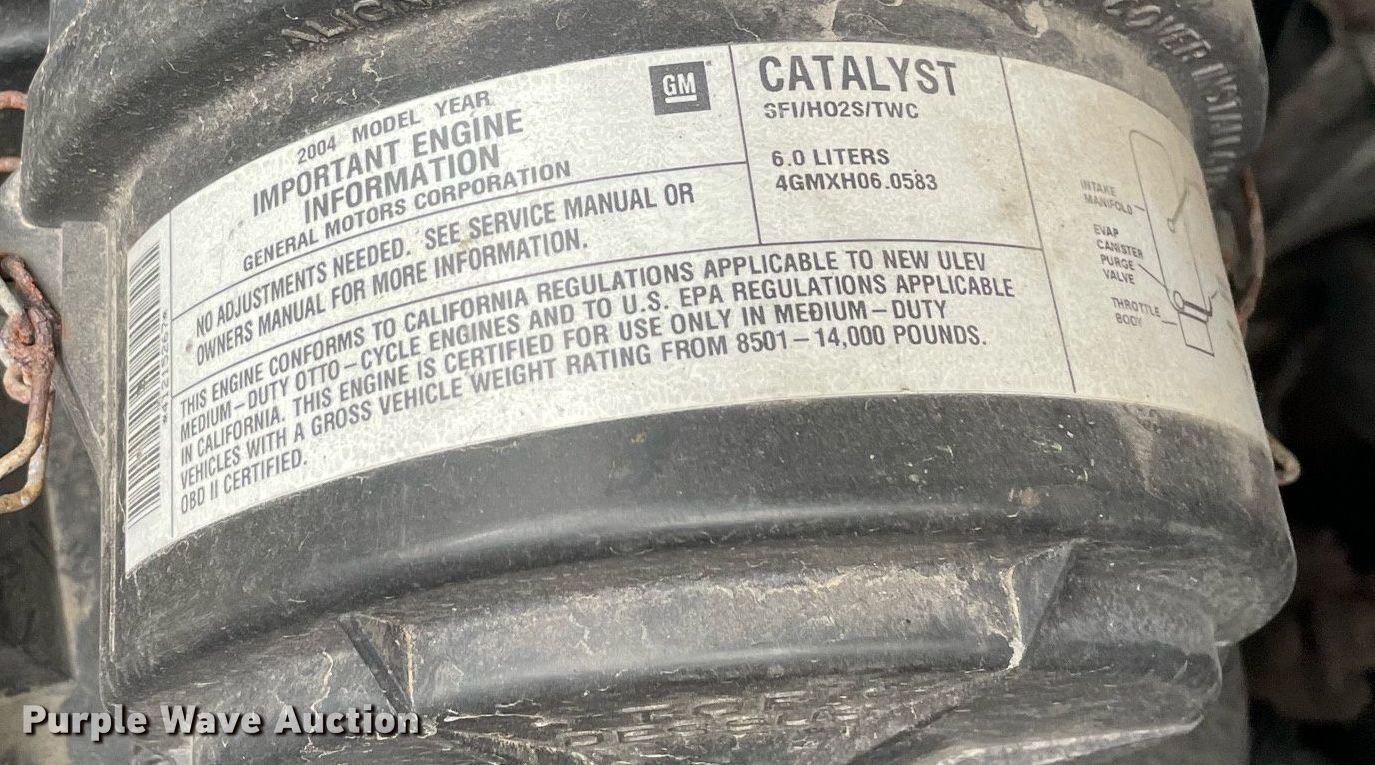 COVER INSTALL
2004 MODEL YEAR
IMPORTANT ENGINE
INFORMATION
GENERAL MOTORS CORPORATION
GM
NO ADJUSTMENTS NEEDED. SEE SERVICE MANUAL OR
OWNERS MANUAL FOR MORE INFORMATION.
CATALYST
SFI/HO2S/TWC
6.0 LITERS
4GMXH06.0583
THIS ENGINE CONFORMS TO CALIFORNIA REGULATIONS APPLICABLE TO NEW ULEV
MEDIUM-DUTY OTTO-CYCLE ENGINES AND TO U.S. EPA REGULATIONS APPLICABLE
IN CALIFORNIA. THIS ENGINE IS CERTIFIED FOR USE ONLY IN MEDIUM-DUTY
VEHICLES WITH A GROSS VEHICLE WEIGHT RATING FROM 8501-14,000 POUNDS.
OBD II CERTIFIED.
INTAKE
MANIFOLD
EVAP
CANISTER
PURGE
VALVE
THROTTLE
BODY
Purple Wave Auction